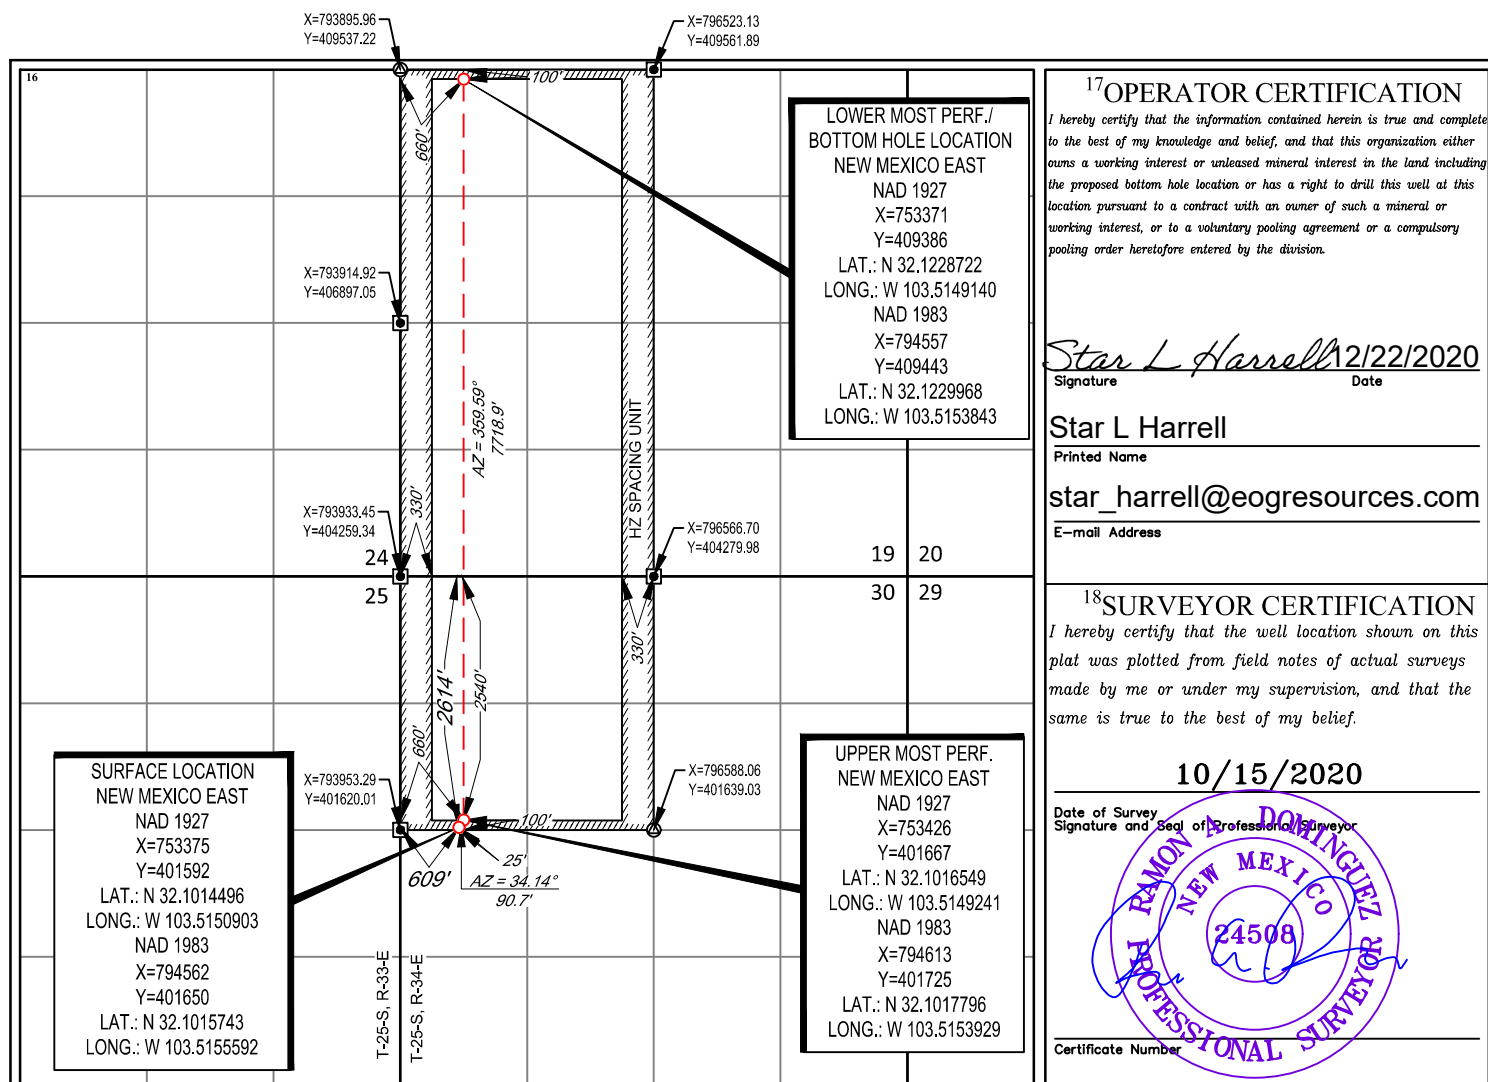 X=793895.96
Y=409537.22
X=796523.13
Y=409561.89
16
100'
660'
LOWER MOST PERF./
BOTTOM HOLE LOCATION
NEW MEXICO EAST
NAD 1927
X=753371
Y=409386
LAT.: N 32.1228722
LONG.: W 103.5149140
NAD 1983
X=794557
Y=409443
LAT.: N 32.1229968
LONG.: W 103.5153843
X=793914.92
Y=406897.05
AZ = 359.59°
7718.9'
HZ SPACING UNIT
330'
X=793933.45
Y=404259.34
X=796566.70
Y=404279.98
24
19 20
25
30 29
330'
2614'
2540'
660'
SURFACE LOCATION
NEW MEXICO EAST
NAD 1927
X=753375
Y=401592
LAT.: N 32.1014496
LONG.: W 103.5150903
NAD 1983
X=794562
Y=401650
LAT.: N 32.1015743
LONG.: W 103.5155592
X=793953.29
Y=401620.01
X=796588.06
Y=401639.03
100'
25'
609'
AZ = 34.14°
90.7'
UPPER MOST PERF.
NEW MEXICO EAST
NAD 1927
X=753426
Y=401667
LAT.: N 32.1016549
LONG.: W 103.5149241
NAD 1983
X=794613
Y=401725
LAT.: N 32.1017796
LONG.: W 103.5153929
T-25-S, R-33-E
T-25-S, R-34-E
17OPERATOR CERTIFICATION
I hereby certify that the information contained herein is true and complete
to the best of my knowledge and belief, and that this organization either
owns a working interest or unleased mineral interest in the land including
the proposed bottom hole location or has a right to drill this well at this
location pursuant to a contract with an owner of such a mineral or
working interest, or to a voluntary pooling agreement or a compulsory
pooling order heretofore entered by the division.
Star L Harrell 12/22/2020
Signature Date
Star L Harrell
Printed Name
star_harrell@eogresources.com
E-mail Address
18SURVEYOR CERTIFICATION
I hereby certify that the well location shown on this
plat was plotted from field notes of actual surveys
made by me or under my supervision, and that the
same is true to the best of my belief.
10/15/2020
Date of Survey
Signature and Seal of Professional Surveyor
RAMON A. DOMINGUEZ
NEW MEXICO
24508
PROFESSIONAL SURVEYOR
Certificate Number